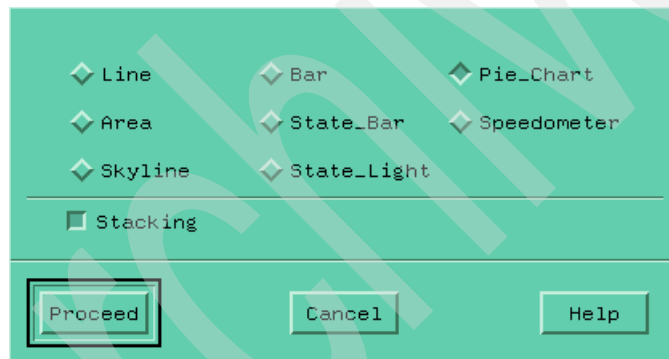 Line Bar Pie_Chart
Area State_Bar Speedometer
Skyline State_Light
Stacking
Proceed Cancel Help